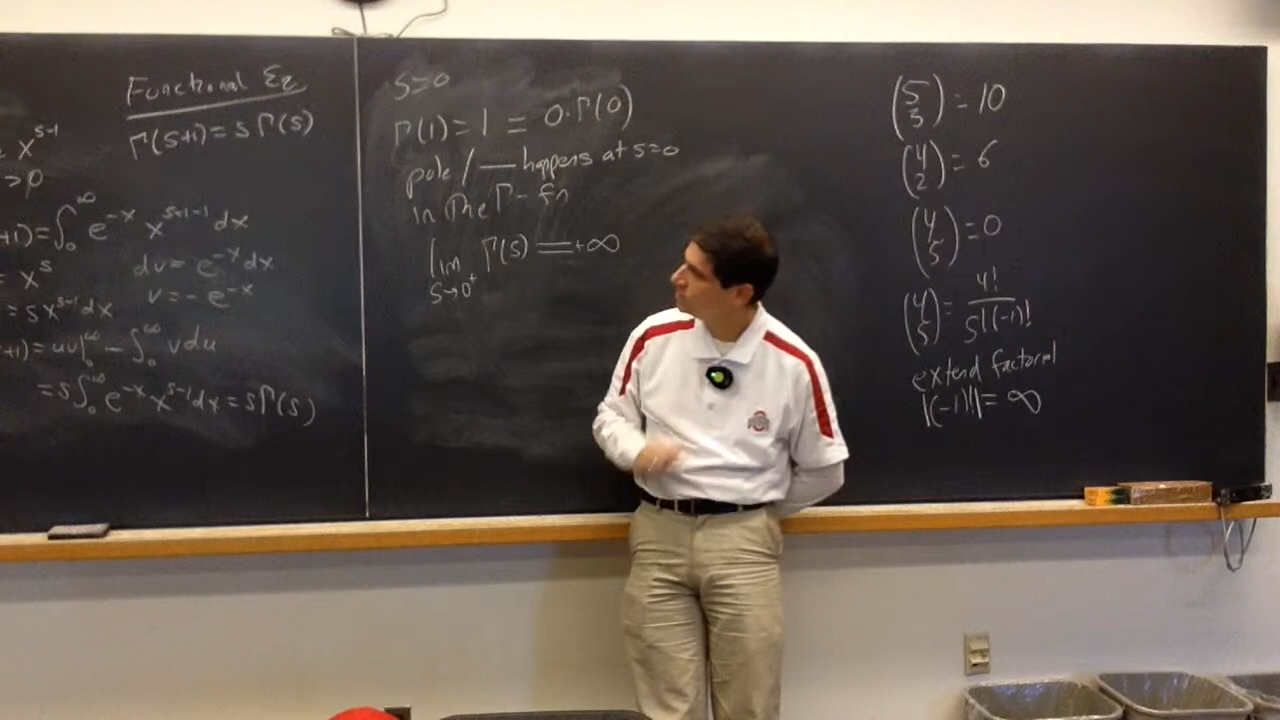 Functional Eq
Γ(s+1) = sΓ(s)
= x^{s-1}
+1) = ∫₀^∞ e^{-x} x^{s+1-1} dx
= x^s dv = e^{-x} dx
= s x^{s-1} dx v = -e^{-x}
+1) = uv|₀^∞ - ∫₀^∞ v du
= s∫₀^∞ e^{-x} x^{s-1} dx = sΓ(s)
s=0
Γ(1) = 1 = 0·Γ(0)
pole / — happens at s=0
in the Γ-fn
lim_{s→0⁺} Γ(s) = +∞
(5 3) = 10
(4 2) = 6
(4 5) = 0
(4 5) = 4!/5!(-1)!
extend factorial
|(-1)!| = ∞